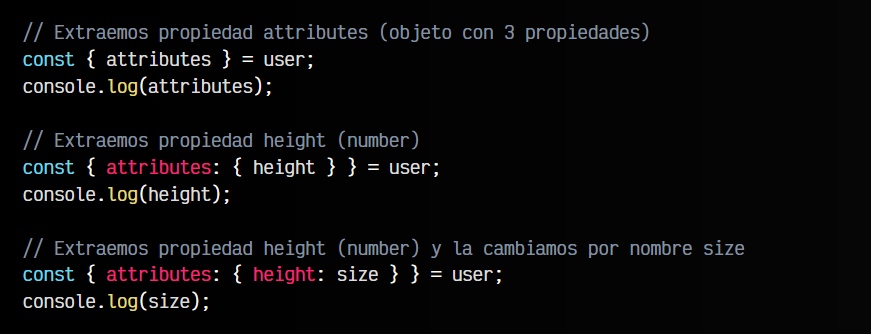 // Extraemos propiedad attributes (objeto con 3 propiedades)
const { attributes } = user;
console.log(attributes);
// Extraemos propiedad height (number)
const { attributes: { height } } = user;
console.log(height);
// Extraemos propiedad height (number) y la cambiamos por nombre size
const { attributes: { height: size } } = user;
console.log(size);